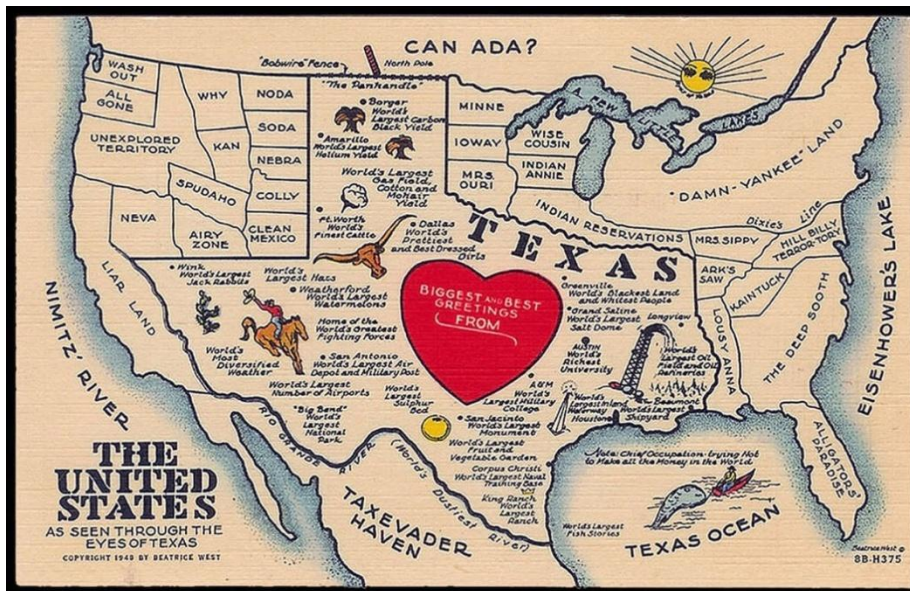 CAN ADA?
"Bobwire" Fence
North Pole
"The Panhandle"
WASH
OUT
ALL
GONE
UNEXPLORED
TERRITORY
WHY
KAN
NODA
SODA
NEBRA
COLLY
CLEAN
MEXICO
SPUDAHO
AIRY
ZONE
NEVA
LIAR LAND
MINNE
IOWAY
MRS.
OURI
WISE
COUSIN
INDIAN
ANNIE
A FEW
LITTLE
LAKES
"DAMN-YANKEE" LAND
INDIAN RESERVATIONS
Dixie's Line
MRS. SIPPY
HILL BILLY
TERROR-TORY
ARK'S
SAW
KAINTUCK
LOUSY ANNA
THE DEEP SOOTH
ALLIGATORS'
PARADISE
NIMITZ' RIVER
EISENHOWER'S LAKE
Borger
World's
Largest Carbon
Black Yield
Amarillo
World's Largest
Helium Yield
World's Largest
Gas Field,
Cotton and
Mohair
Yield
Ft. Worth
World's
Finest Cattle
Dallas
World's
Prettiest
and Best Dressed
Girls
TEXAS
BIGGEST AND BEST
GREETINGS
FROM
Wink
World's Largest
Jack Rabbits
World's
Largest Hats
Weatherford
World's Largest
Watermelons
Home of the
World's Greatest
Fighting Forces
World's
Most
Diversified
Weather
San Antonio
World's Largest Air
Depot and Military Post
World's Largest
Number of Airports
World's
Largest
Sulphur
Bed
"Big Bend"
World's
Largest
National
Park
Greenville
World's Blackest Land
and Whitest People
Grand Saline
World's Largest
Salt Dome
Longview
AUSTIN
World's
Richest
University
World's
Largest Oil
Field and Oil
Refineries
A&M
World's
Largest Military
College
World's
Largest Inland
Waterway
Houston
Beaumont
World's Largest
Shipyard
San Jacinto
World's Largest
Monument
World's Largest
Fruit and
Vegetable Garden
Corpus Christi
World's Largest Naval
Training Base
King Ranch
World's
Largest
Ranch
RIO GRANDE RIVER (World's Dustiest River)
TAXEVADER
HAVEN
Note: Chief Occupation-trying Not
to Make all the Money in the World
World's Largest
Fish Stories
TEXAS OCEAN
THE
UNITED
STATES
AS SEEN THROUGH THE
EYES OF TEXAS
COPYRIGHT 1948 BY BEATRICE WEST
Beatrice West ©
8B-H375